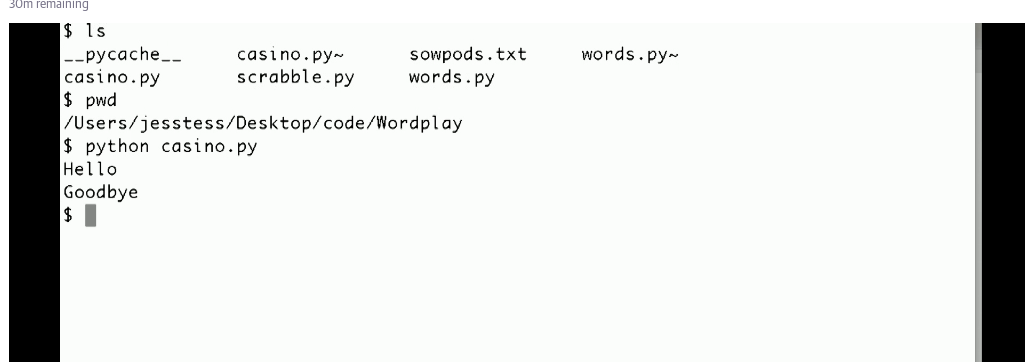 30m remaining
$ ls
__pycache__ casino.py~ sowpods.txt words.py~
casino.py scrabble.py words.py
$ pwd
/Users/jesstess/Desktop/code/Wordplay
$ python casino.py
Hello
Goodbye
$